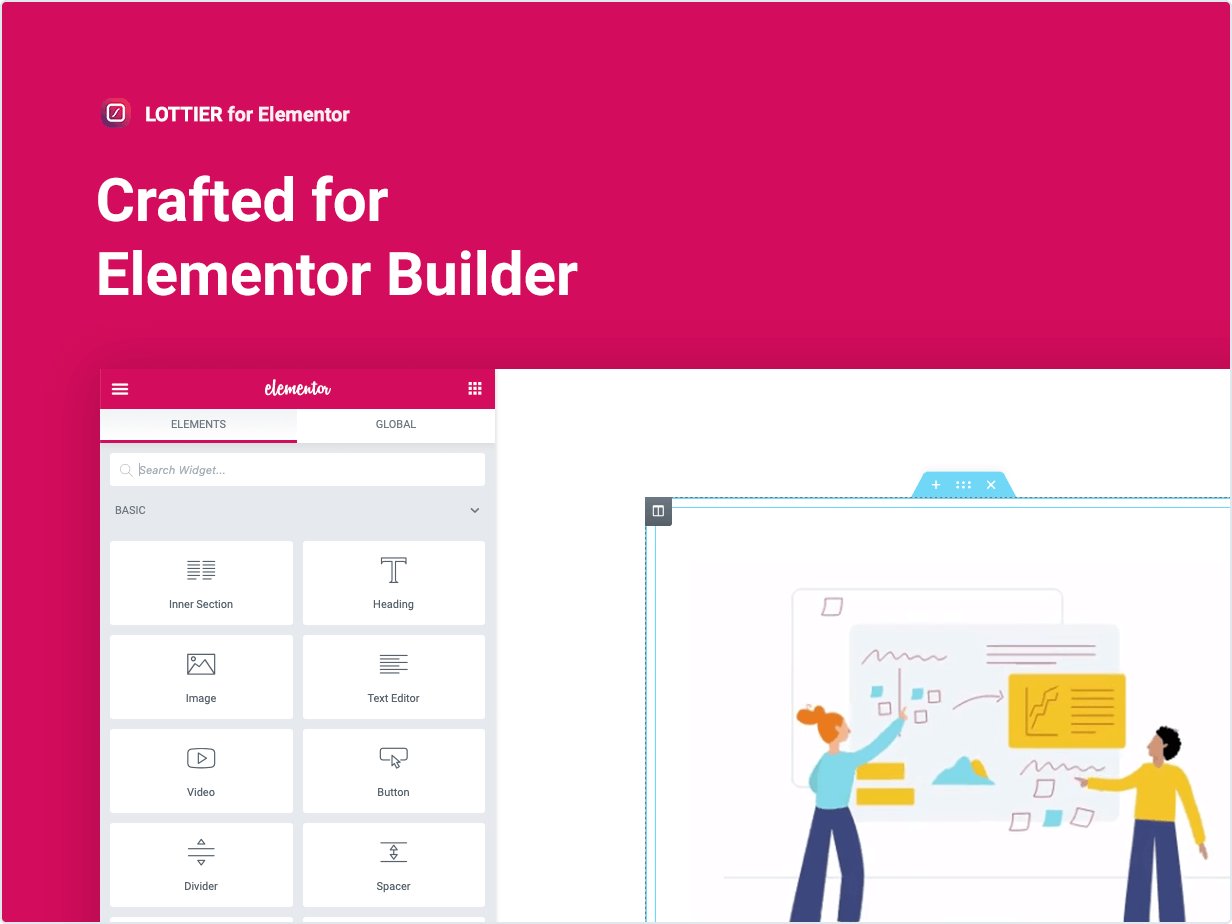 LOTTIER for Elementor
Crafted for
Elementor Builder
elementor
ELEMENTS GLOBAL
Search Widget...
BASIC
Inner Section Heading
Image Text Editor
Video Button
Divider Spacer